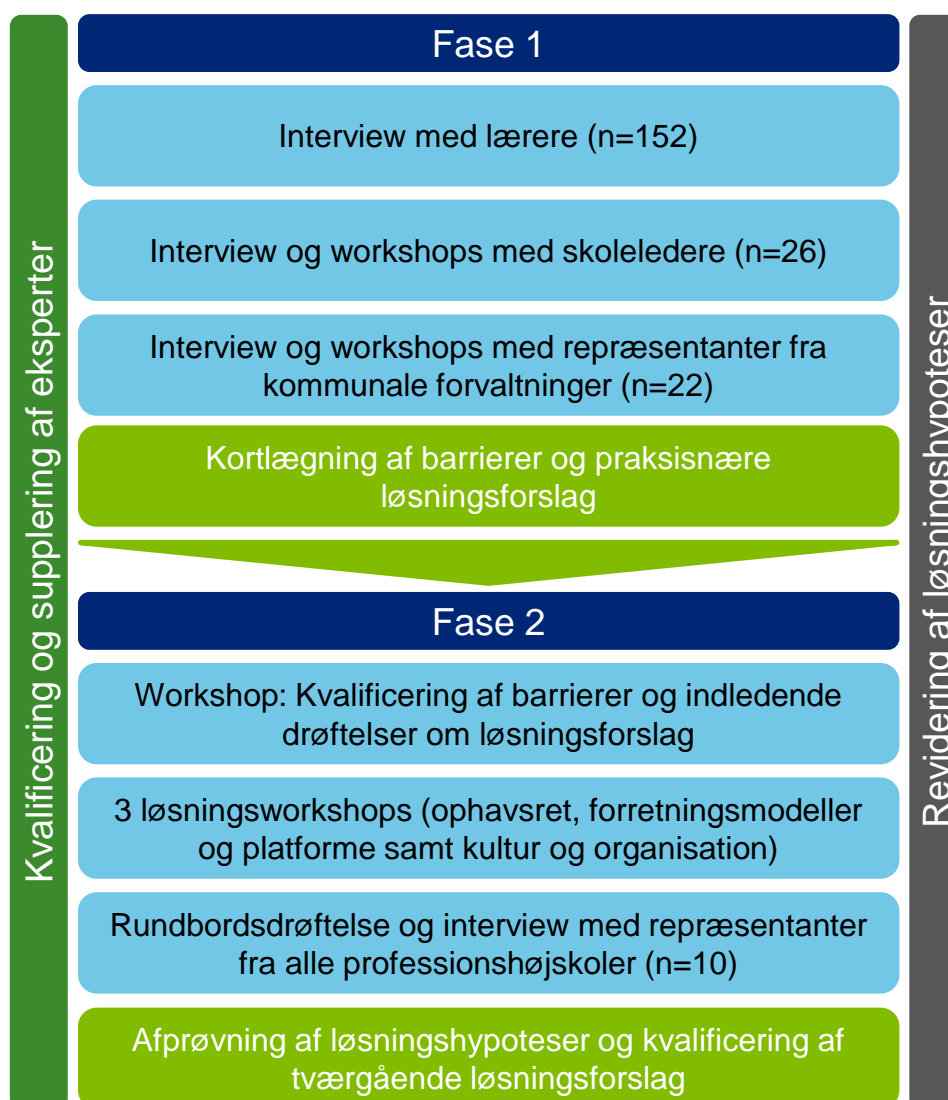 Kvalificering og supplering af eksperter
Fase 1
Interview med lærere (n=152)
Interview og workshops med skoleledere (n=26)
Interview og workshops med repræsentanter fra
kommunale forvaltninger (n=22)
Kortlægning af barrierer og praksisnære
løsningsforslag
Fase 2
Workshop: Kvalificering af barrierer og indledende
drøftelser om løsningsforslag
3 løsningsworkshops (ophavsret, forretningsmodeller
og platforme samt kultur og organisation)
Rundbordsdrøftelse og interview med repræsentanter
fra alle professionshøjskoler (n=10)
Afprøvning af løsningshypoteser og kvalificering af
tværgående løsningsforslag
Revidering af løsningshypoteser